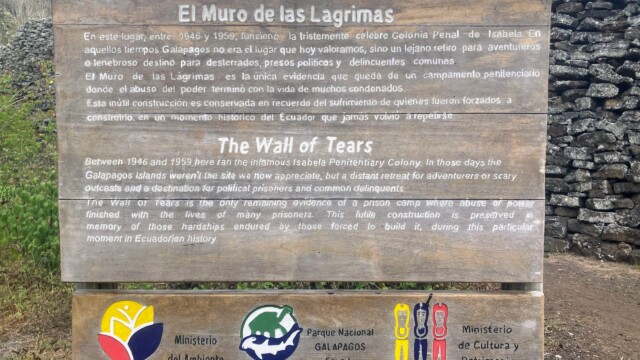 El Muro de las Lagrimas
En este lugar, entre 1946 y 1959, funcionó la tristemente célebre Colonia Penal de Isabela. En
aquellos tiempos Galapagos no era el lugar que hoy valoramos, sino un lejano retiro para aventureros
o tenebroso destino para desterrados, presos políticos y delincuentes comunes.
El Muro de las Lágrimas es la única evidencia que queda de un campamento penitenciario
donde el abuso del poder terminó con la vida de muchos condenados.
Esta inútil construcción es conservada en recuerdo del sufrimiento de quienes fueron forzados a
construirlo, en un momento histórico del Ecuador que jamás volvió a repetirse
The Wall of Tears
Between 1946 and 1959 here ran the infamous Isabela Penitentiary Colony. In those days the
Galapagos Islands weren't the site we now appreciate, but a distant retreat for adventurers or scary
outcasts and a destination for political prisoners and common delinquents
The Wall of Tears is the only remaining evidence of a prison camp where abuse of power
finished with the lives of many prisoners. This futile construction is preserved in
memory of those hardships endured by those forced to build it, during this particular
moment in Ecuadorian history
Ministerio
del Ambiente
Parque Nacional
GALÁPAGOS
Ministerio
de Cultura y